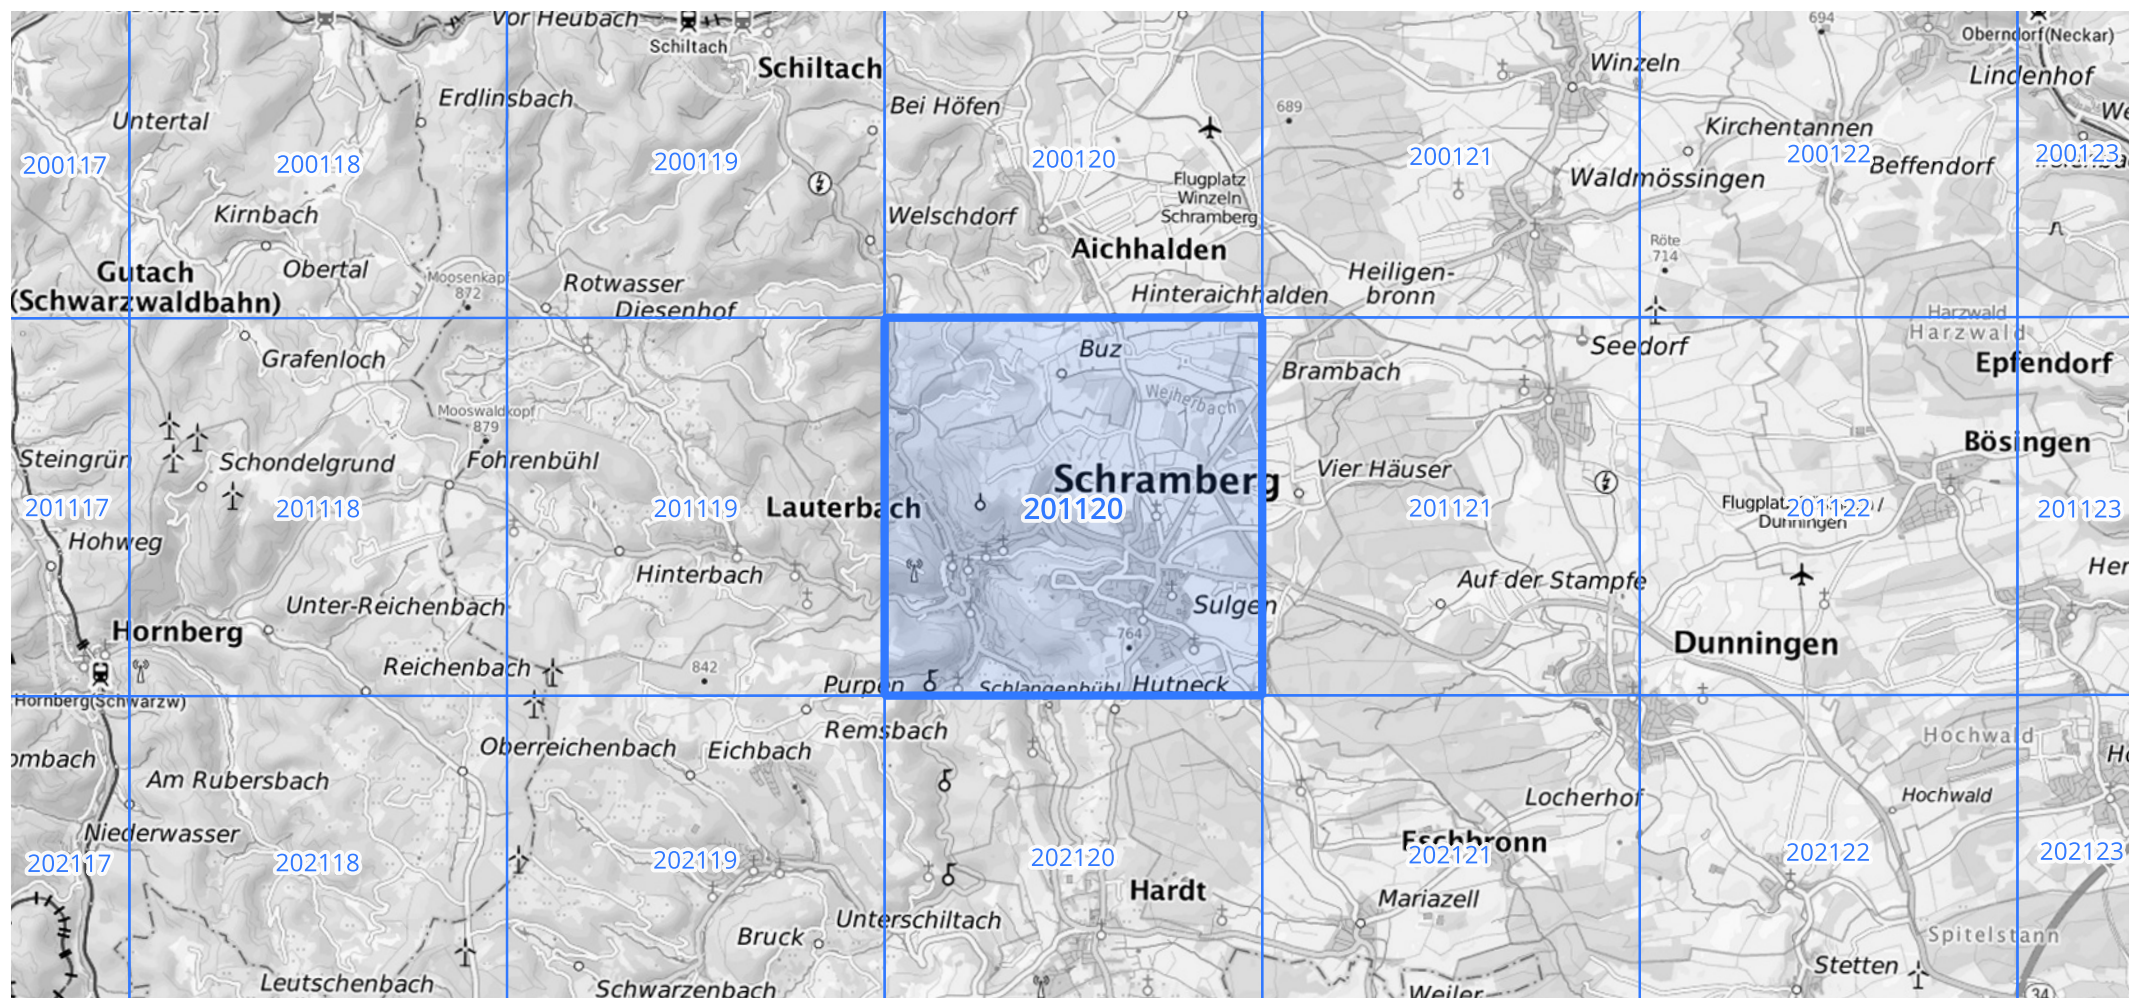 Vor Heubach
Schiltach
Schiltach
694
Oberndorf(Neckar)
Winzeln
Lindenhof
Erdlinsbach
Bei Höfen
689
Untertal
Kirchentannen
200117
200118
200119
200120
200121
200122
Beffendorf
200123
Waldmössingen
Flugplatz
Winzeln
Schramberg
Kirnbach
Welschdorf
Aichhalden
Röte
714
Gutach
(Schwarzwaldbahn)
Obertal
Moosenkapf
872
Rotwasser
Diesenhof
Heiligen-
bronn
Hinteraichhalden
Harzwald
Harzwald
Grafenloch
Buz
Seedorf
Epfendorf
Brambach
Weiherbach
Mooswaldkopf
879
Bösingen
Steingrün
Schondelgrund
Fohrenbühl
Schramberg
Vier Häuser
201117
201118
201119
Lauterbach
201120
201121
201122
201123
Dunningen
Hohweg
Hinterbach
Auf der Stampfe
Her
Unter-Reichenbach
Sulgen
Hornberg
764
Dunningen
Reichenbach
842
Purpen
Schlangenbühl
Hutneck
Hornberg(Schwarzw)
Remsbach
Oberreichenbach
Eichbach
Hochwald
ombach
Am Rubersbach
Locherhof
Hochwald
Niederwasser
Eschbronn
202117
202118
202119
202120
202121
202122
202123
Hardt
Mariazell
Unterschiltach
Bruck
Spitelstann
Leutschenbach
Schwarzenbach
Stetten
Weiler
34